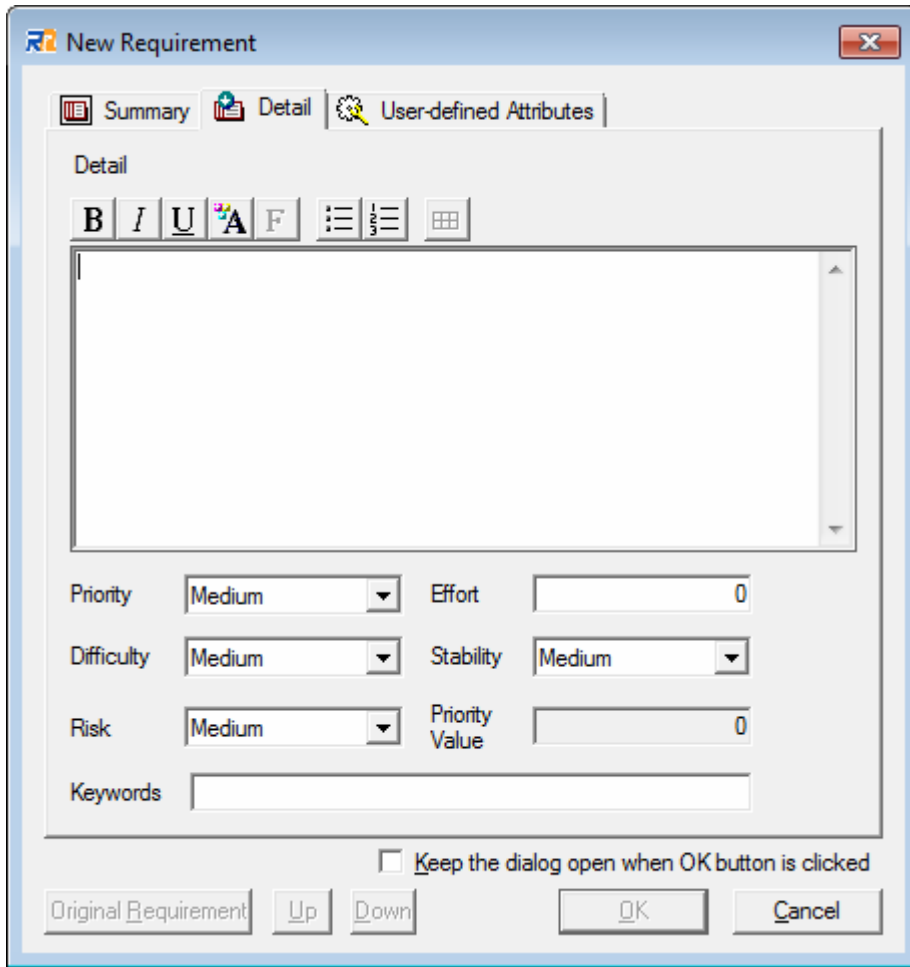 New Requirement
Summary Detail User-defined Attributes
Detail
B I U A F
Priority Medium Effort 0
Difficulty Medium Stability Medium
Risk Medium Priority Value 0
Keywords
Keep the dialog open when OK button is clicked
Original Requirement Up Down OK Cancel